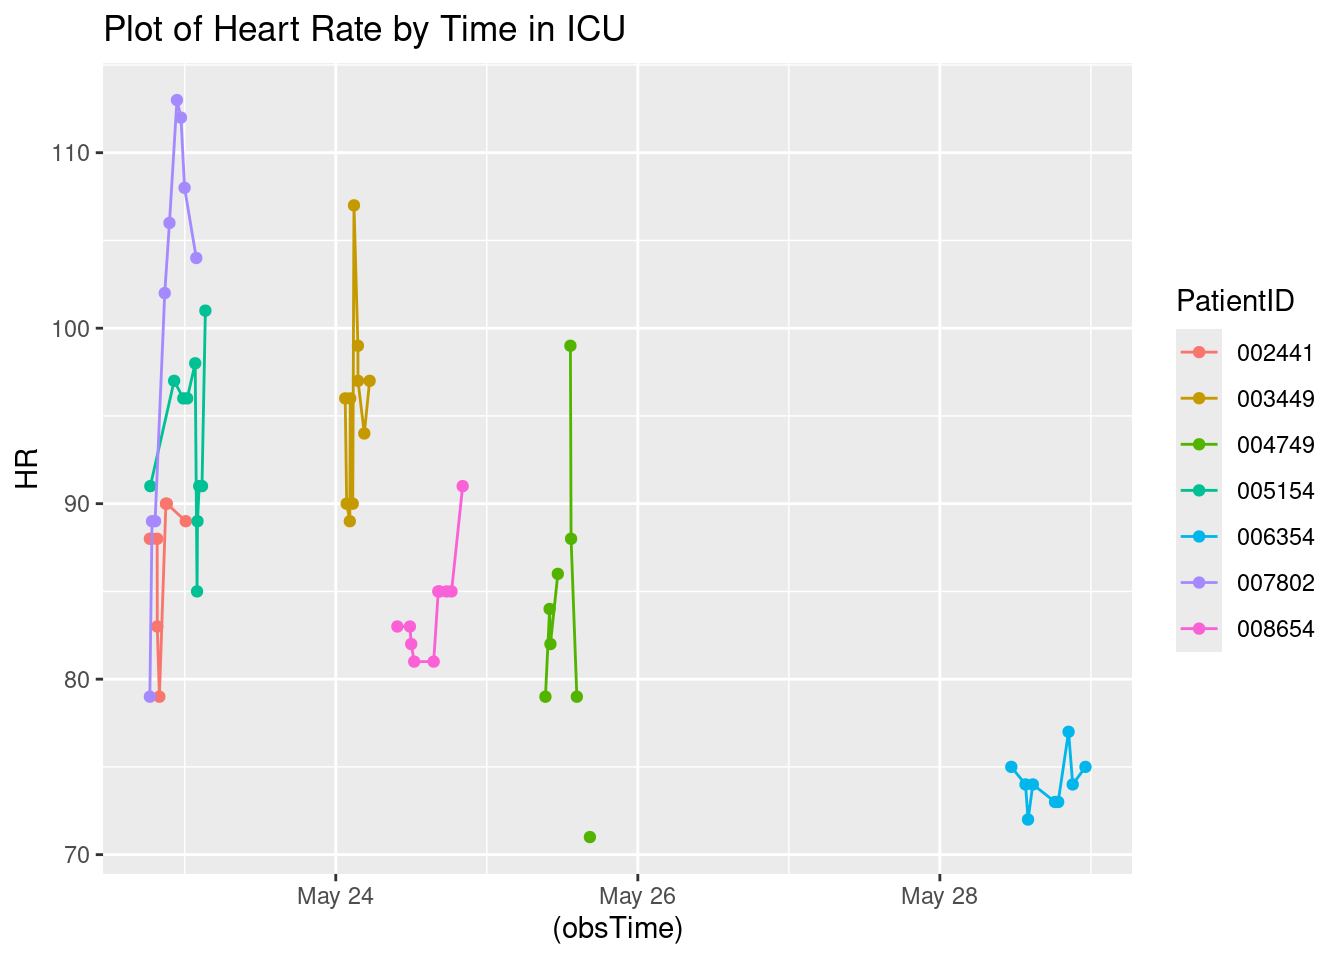 Plot of Heart Rate by Time in ICU
110
100
90
80
70
HR
May 24
May 26
May 28
(obsTime)
PatientID
002441
003449
004749
005154
006354
007802
008654